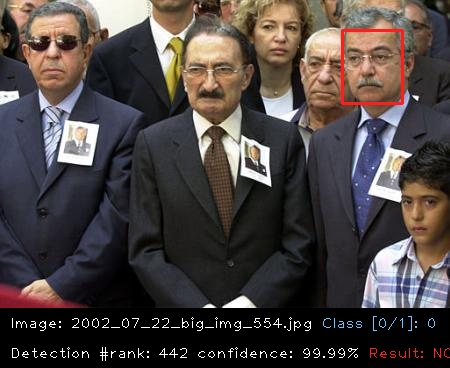 Image: 2002_07_22_big_img_554.jpg Class [0/1]: 0
Detection #rank: 442 confidence: 99.99% Result: NO